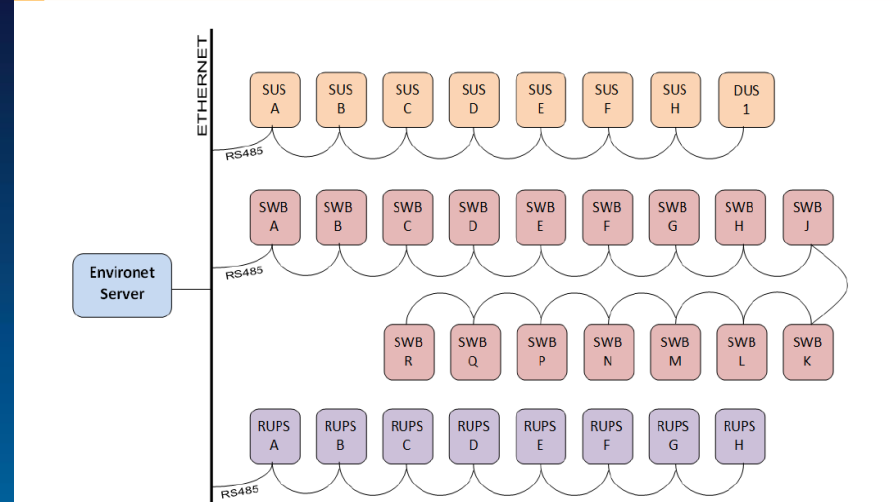 ETHERNET
SUS A
SUS B
SUS C
SUS D
SUS E
SUS F
SUS H
DUS 1
RS485
SWB A
SWB B
SWB C
SWB D
SWB E
SWB F
SWB G
SWB H
SWB J
RS485
Environet
Server
SWB R
SWB Q
SWB P
SWB N
SWB M
SWB L
SWB K
RUPS A
RUPS B
RUPS C
RUPS D
RUPS E
RUPS F
RUPS G
RUPS H
RS485